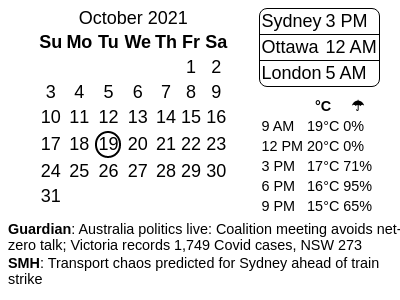 October 2021
Su Mo Tu We Th Fr Sa
1 2
3 4 5 6 7 8 9
10 11 12 13 14 15 16
17 18 19 20 21 22 23
24 25 26 27 28 29 30
31
Sydney 3 PM
Ottawa 12 AM
London 5 AM
°C ☂
9 AM 19°C 0%
12 PM 20°C 0%
3 PM 17°C 71%
6 PM 16°C 95%
9 PM 15°C 65%
Guardian: Australia politics live: Coalition meeting avoids net-
zero talk; Victoria records 1,749 Covid cases, NSW 273
SMH: Transport chaos predicted for Sydney ahead of train
strike